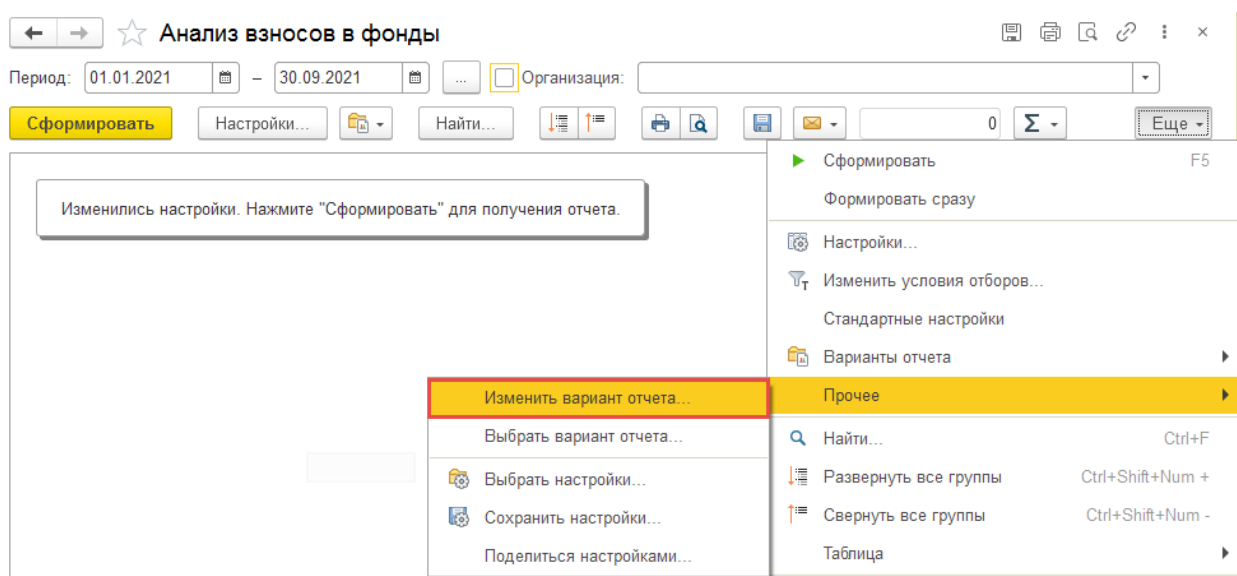 Анализ взносов в фонды
Период: 01.01.2021 – 30.09.2021 ... Организация:
Сформировать Настройки... Найти... 0 Σ Еще
Изменились настройки. Нажмите "Сформировать" для получения отчета.
Сформировать F5
Формировать сразу
Настройки...
Изменить условия отборов...
Стандартные настройки
Варианты отчета
Прочее
Найти... Ctrl+F
Развернуть все группы Ctrl+Shift+Num +
Свернуть все группы Ctrl+Shift+Num -
Таблица
Изменить вариант отчета...
Выбрать вариант отчета...
Выбрать настройки...
Сохранить настройки...
Поделиться настройками...